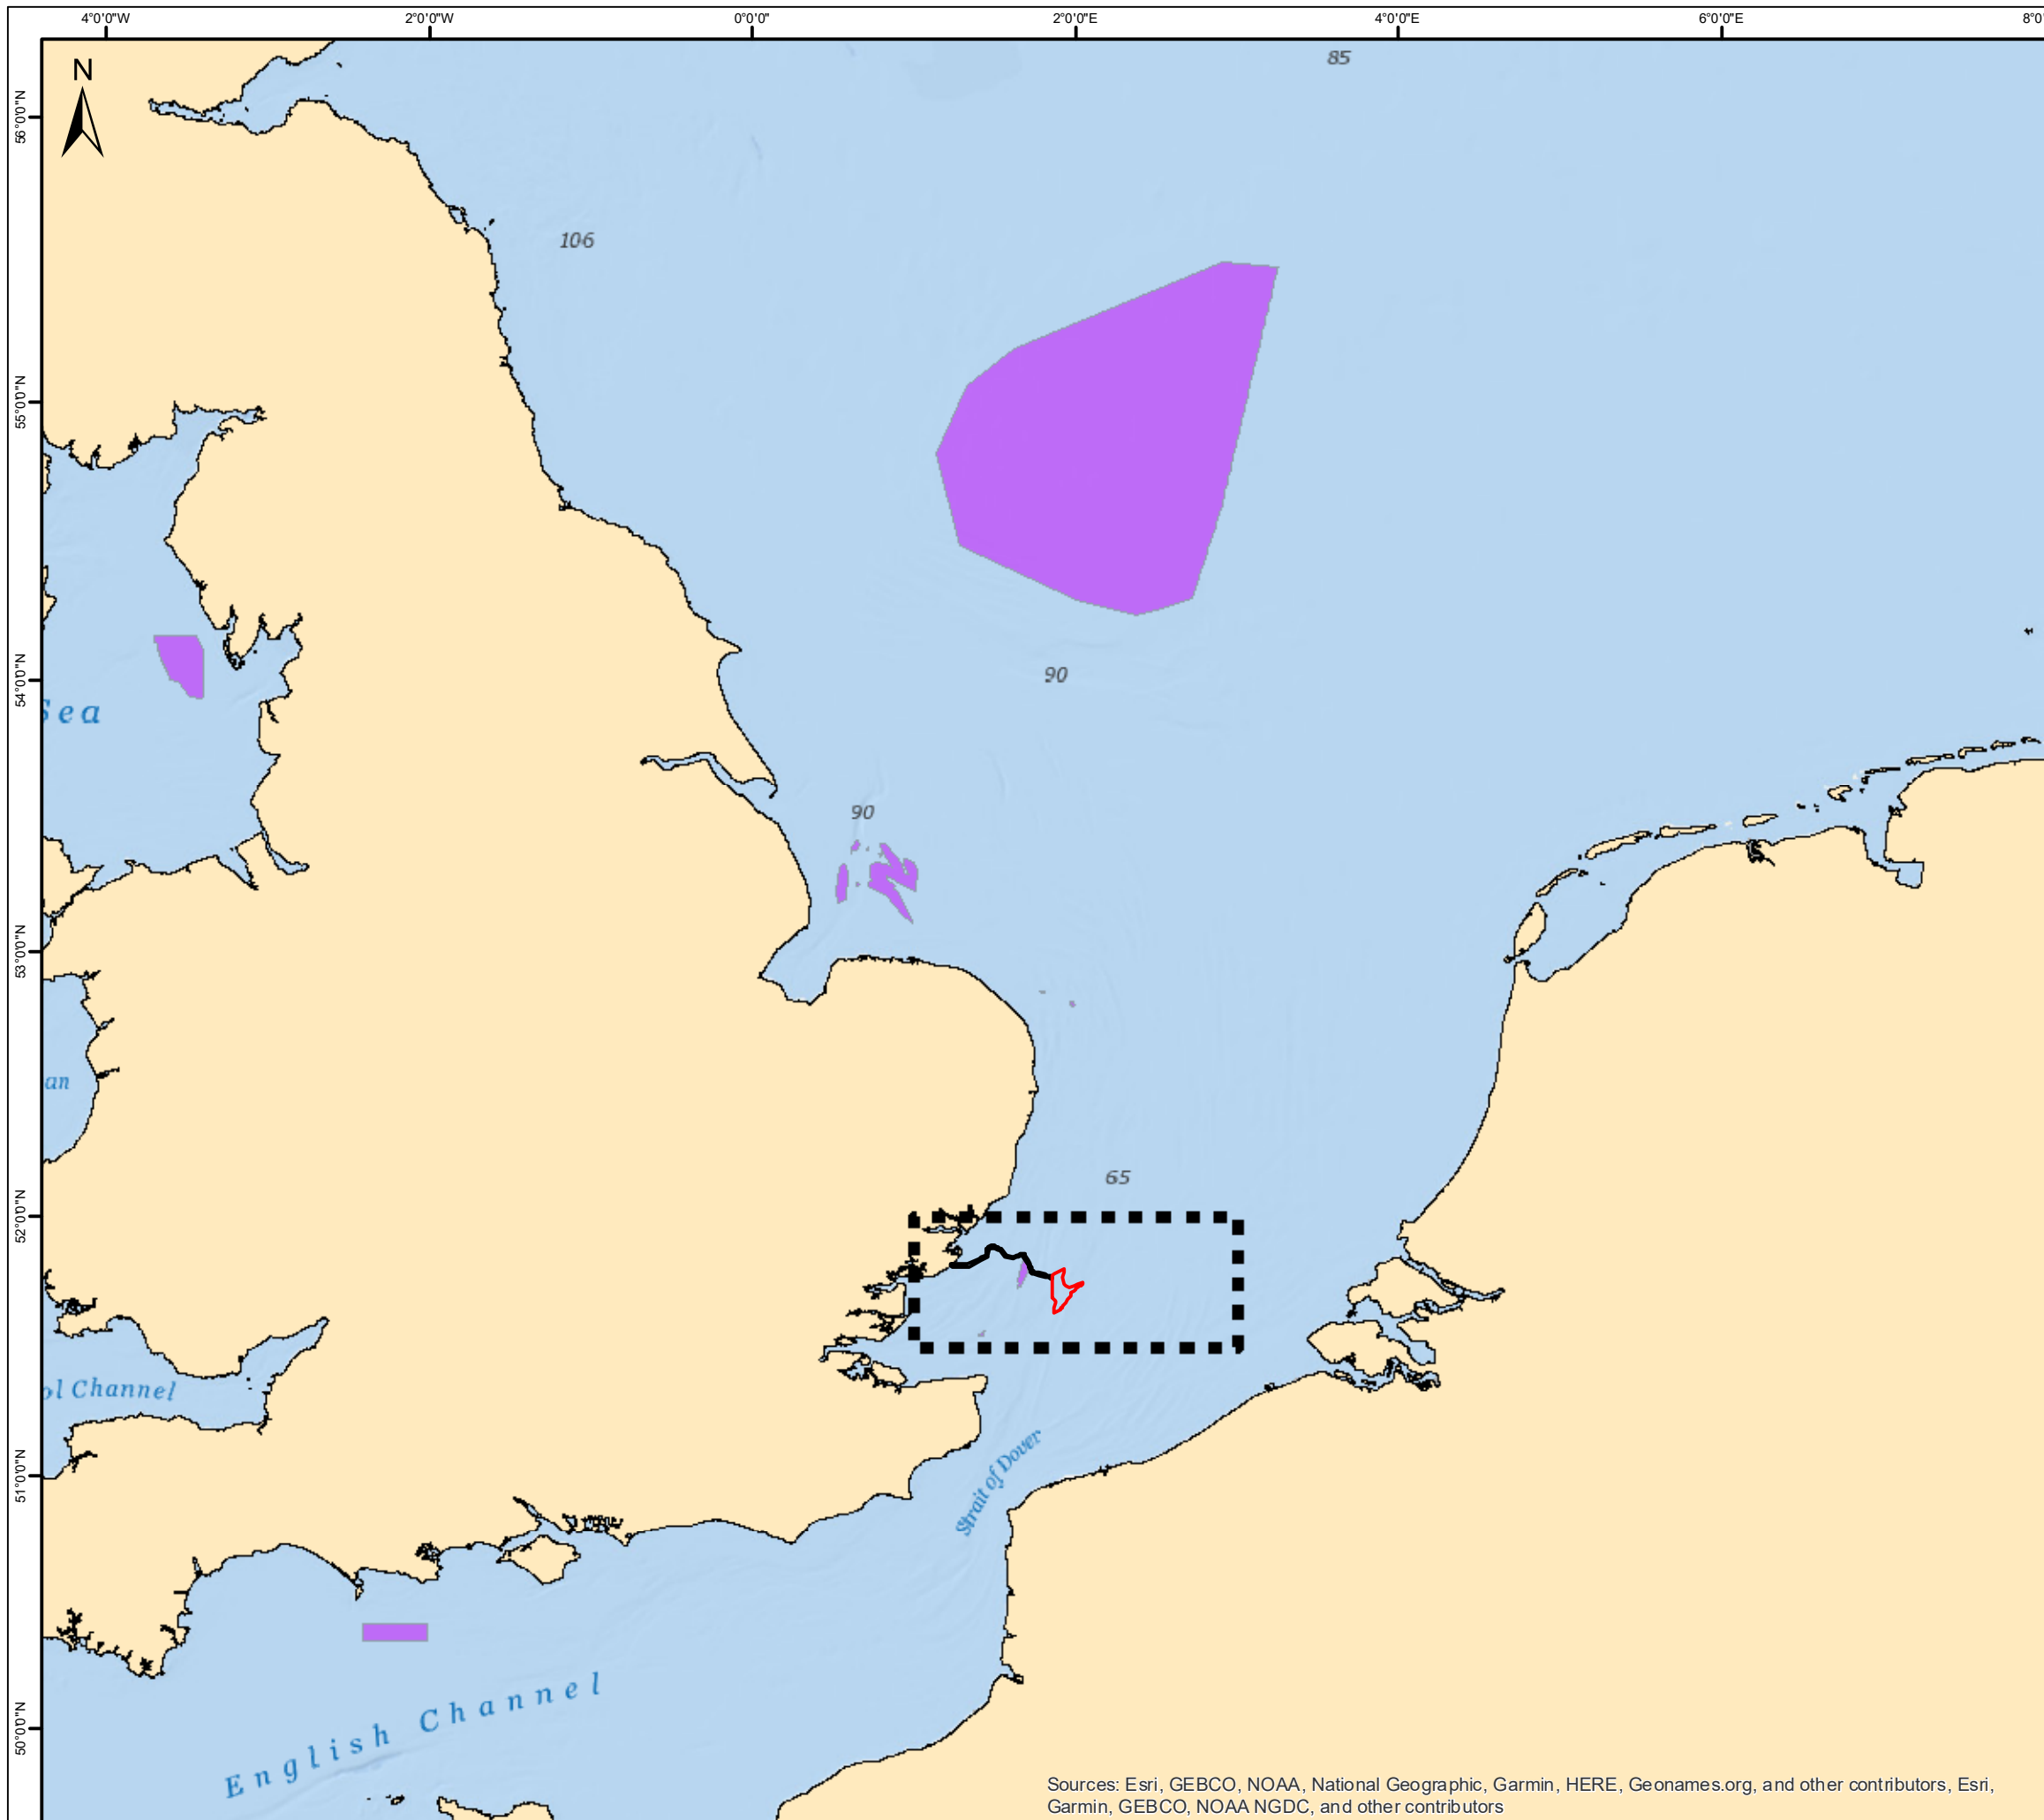 4°0'0"W 2°0'0"W 0°0'0" 2°0'0"E 4°0'0"E 6°0'0"E
N
85
56°0'0"N
106
55°0'0"N
90
54°0'0"N
Sea
90
53°0'0"N
an
65
52°0'0"N
ol Channel
Strait of Dover
51°0'0"N
English Channel
50°0'0"N
Sources: Esri, GEBCO, NOAA, National Geographic, Garmin, HERE, Geonames.org, and other contributors, Esri,
Garmin, GEBCO, NOAA NGDC, and other contributors